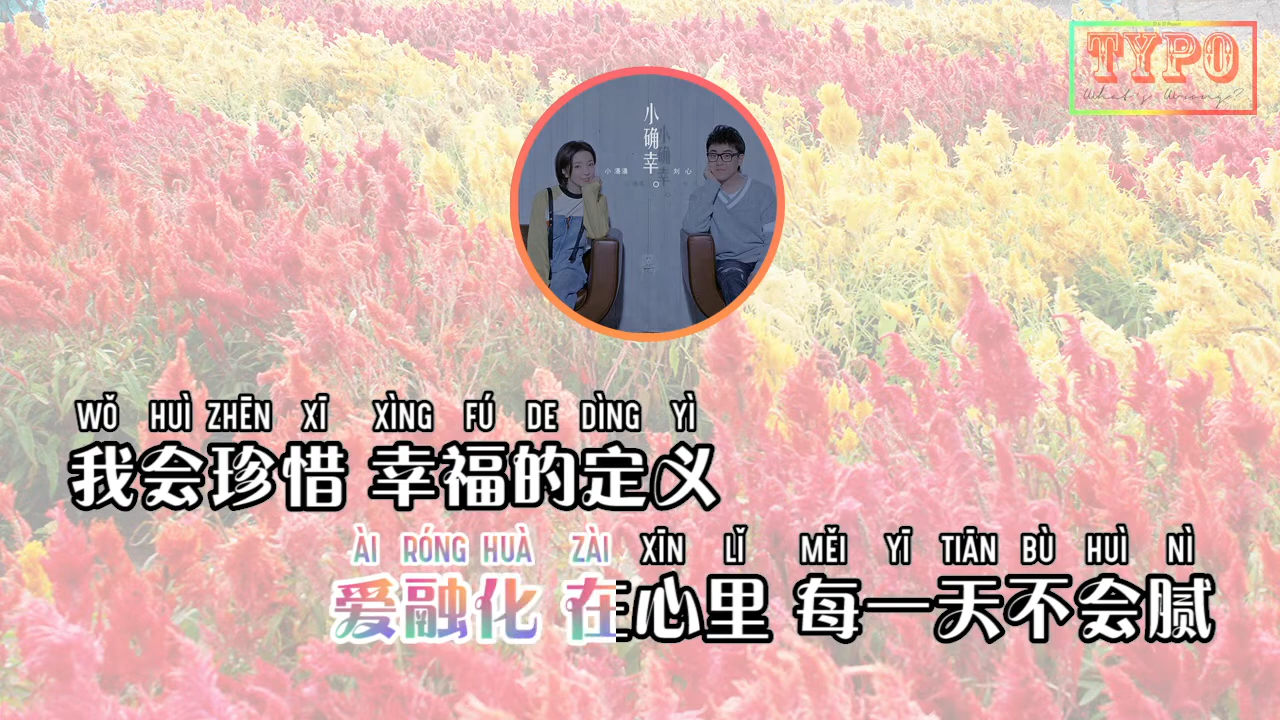 TYPO
What's Wrong?
小确幸
小潘潘 刘心
WǑ HUÌ ZHĒN XĪ XÌNG FÚ DE DÌNG YÌ
我会珍惜 幸福的定义
ÀI RÓNG HUÀ ZÀI XĪN LǏ MĚI YĪ TIĀN BÙ HUÌ NÌ
爱融化 在心里 每一天不会腻